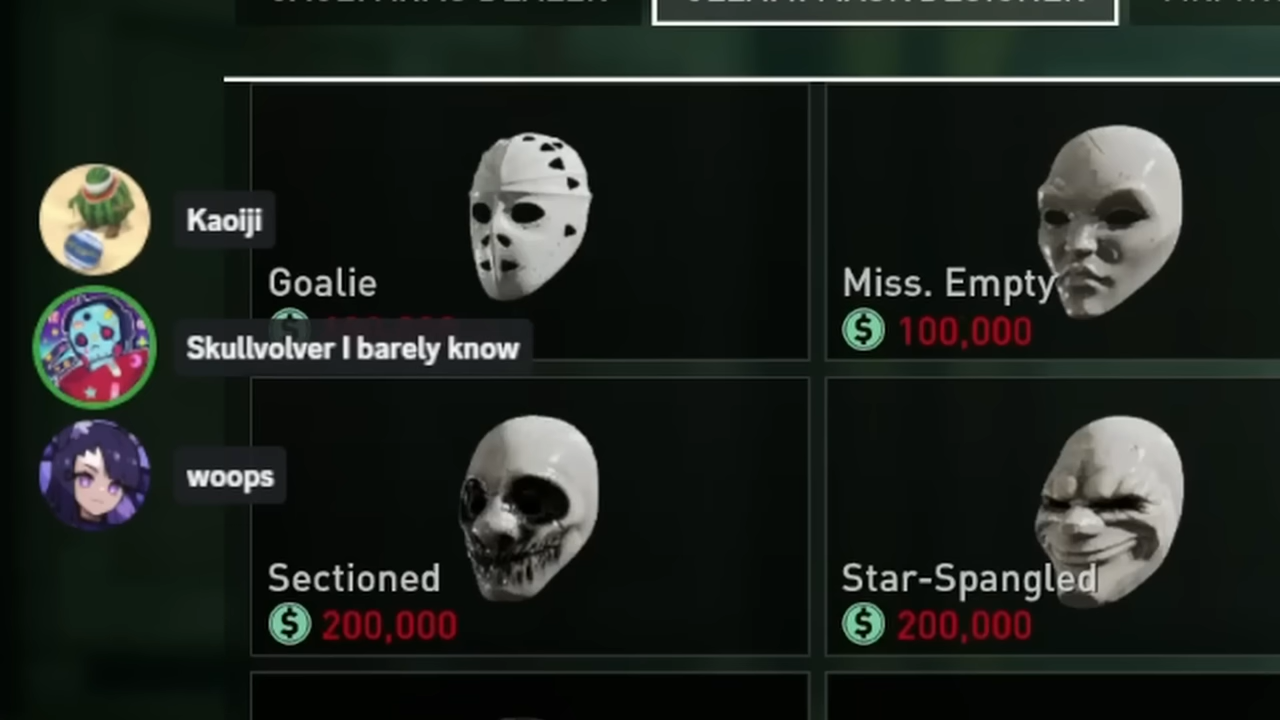 Goalie
Miss. Empty
$ 100,000
Kaoiji
Skullvolver I barely know
woops
Sectioned
$ 200,000
Star-Spangled
$ 200,000